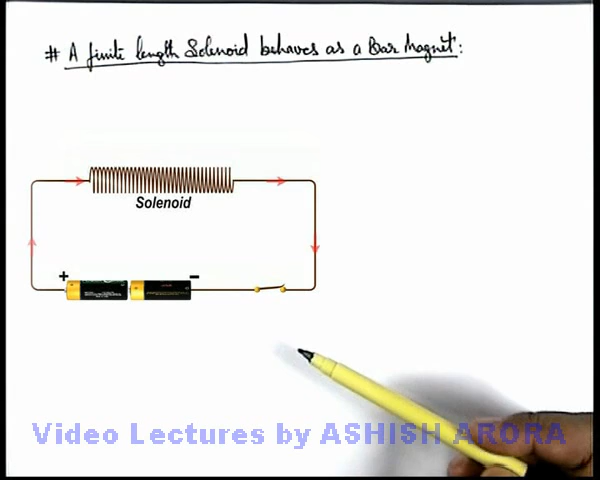 # A finite length Solenoid behaves as a Bar Magnet:
Solenoid
+ −
Video Lectures by ASHISH ARORA